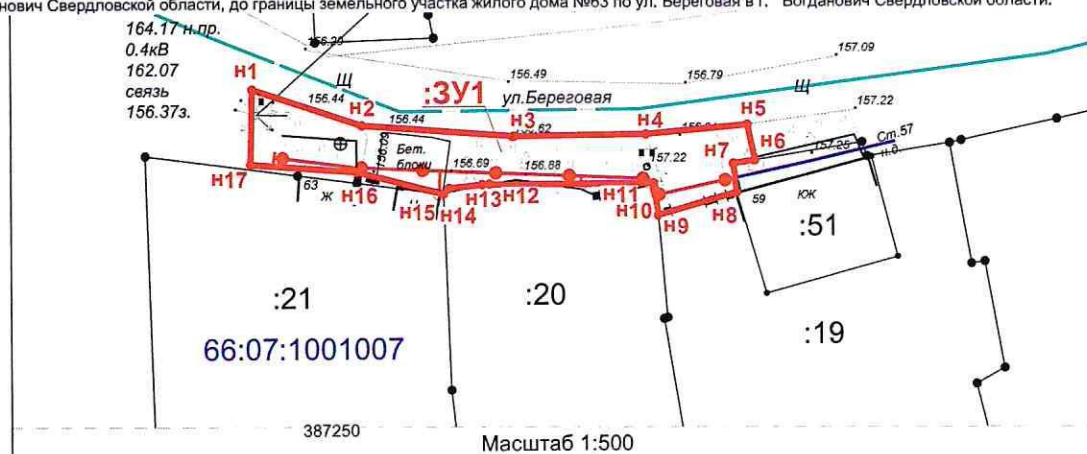 нович Свердловской области, до границы земельного участка жилого дома №63 по ул. Береговая в г. Богданович Свердловской области.
164.17 н.пр.
0.4кВ
162.07
связь
156.37з.
156.29
157.09
156.49
156.79
Щ
Щ
:ЗУ1
ул.Береговая
157.22
н1
156.44
н2
156.44
н3
н4
н5
н6
Ст.57
156.09
Бет.
блоки
156.69
156.88
157.22
н7
157.25
н17
63
ж
н16
н15
н14
н13
н12
н11
н10
н9
н8
59
кж
:51
:21
:20
:19
66:07:1001007
387250
Масштаб 1:500